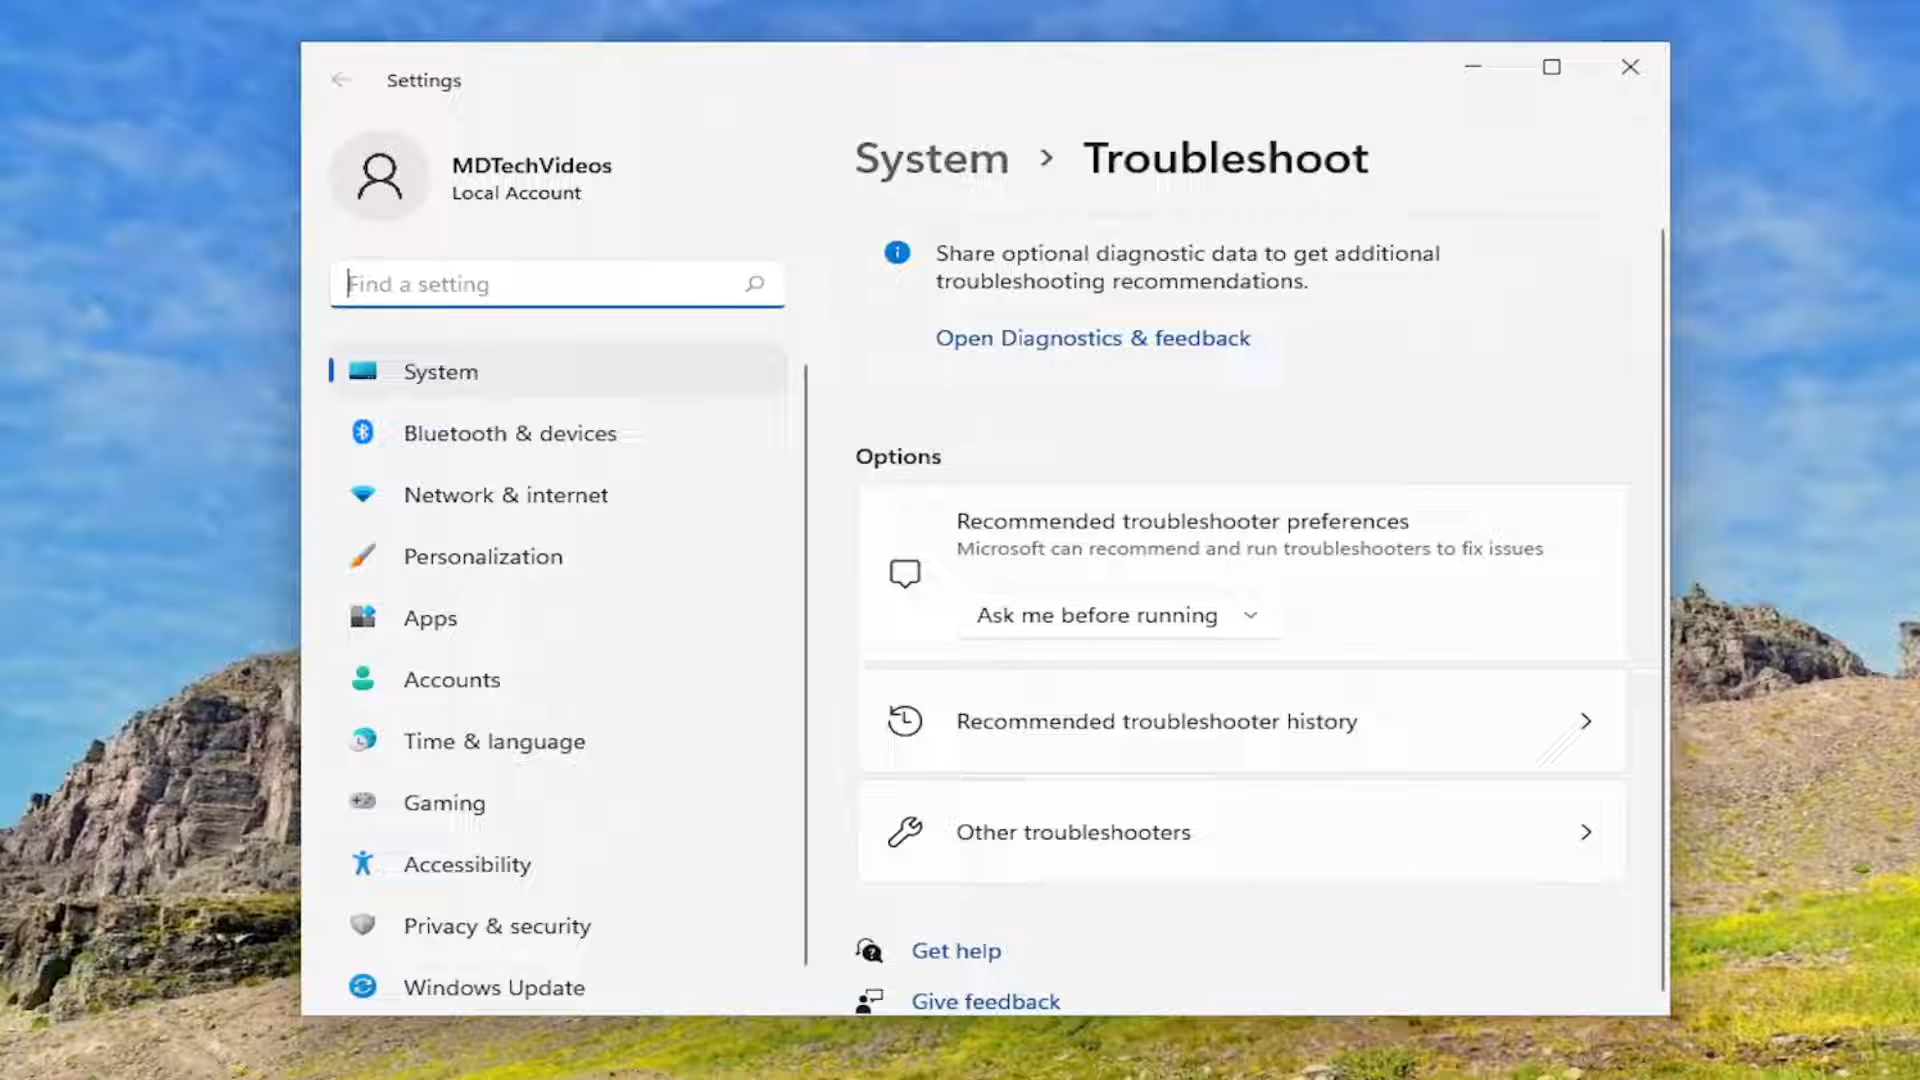 Settings
MDTechVideos
Local Account
Find a setting
System
Bluetooth & devices
Network & internet
Personalization
Apps
Accounts
Time & language
Gaming
Accessibility
Privacy & security
Windows Update
System > Troubleshoot
Share optional diagnostic data to get additional
troubleshooting recommendations.
Open Diagnostics & feedback
Options
Recommended troubleshooter preferences
Microsoft can recommend and run troubleshooters to fix issues
Ask me before running
Recommended troubleshooter history
Other troubleshooters
Get help
Give feedback